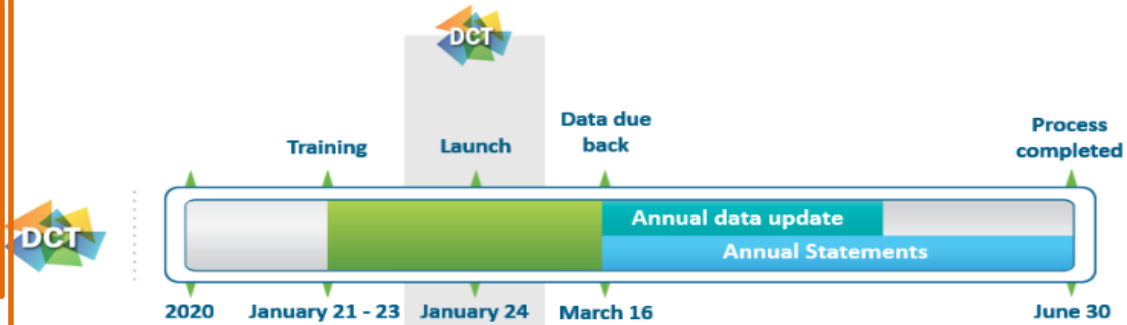 DCT
Data due
back
Training
Launch
Process
completed
DCT
Annual data update
Annual Statements
2020
January 21 - 23
January 24
March 16
June 30